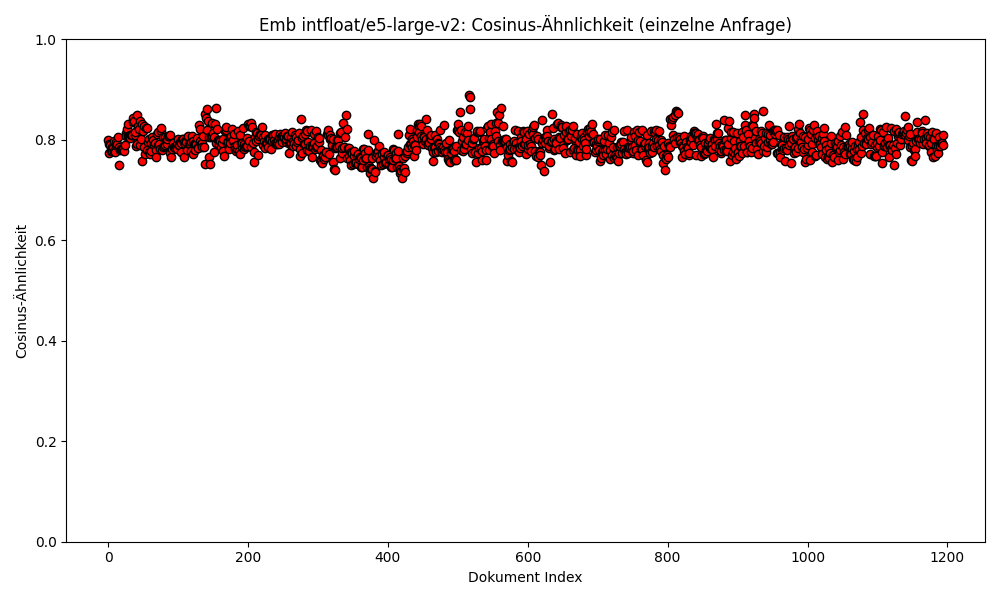 Emb intfloat/e5-large-v2: Cosinus-Ähnlichkeit (einzelne Anfrage)
1.0
0.8
0.6
0.4
0.2
0.0
Cosinus-Ähnlichkeit
0 200 400 600 800 1000 1200
Dokument Index